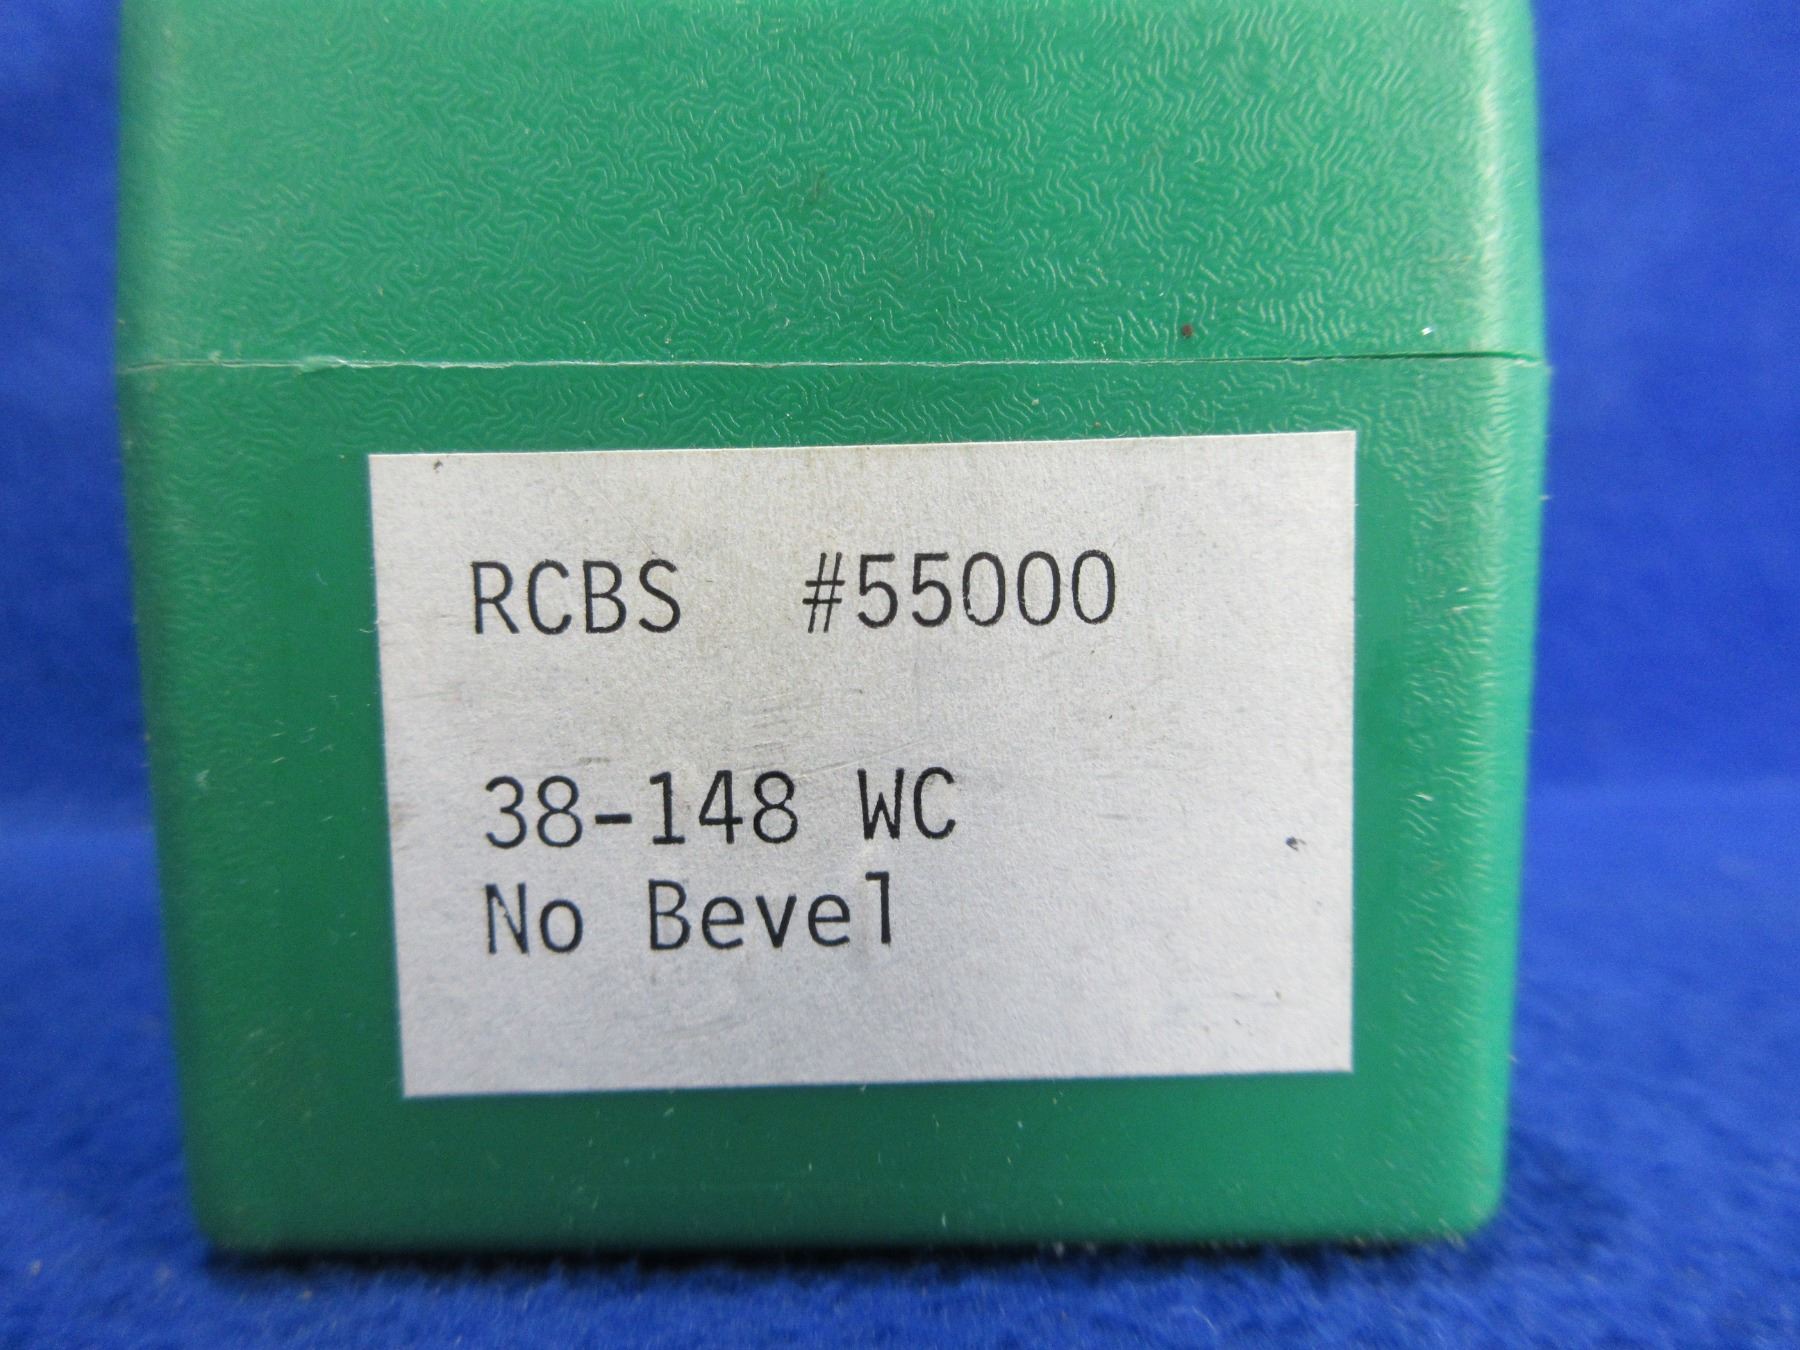 RCBS #55000
38-148 WC
No Bevel